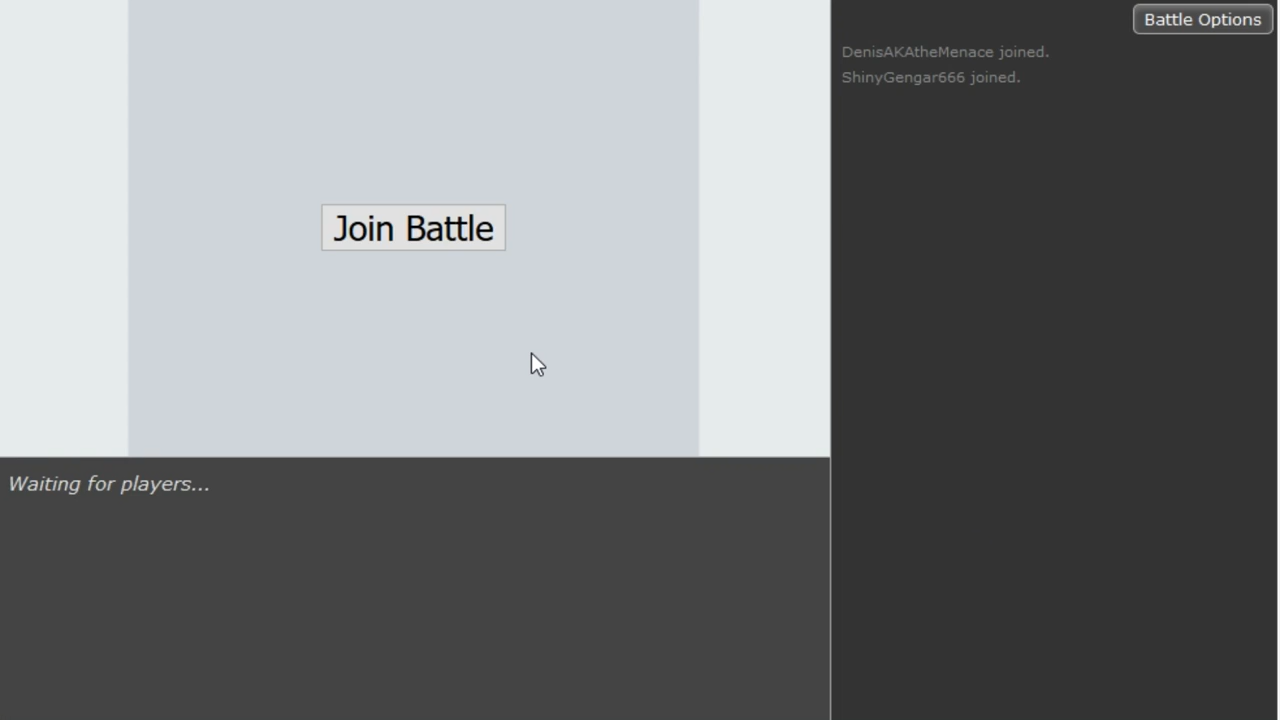 Battle Options
DenisAKAtheMenace joined.
ShinyGengar666 joined.
Join Battle
Waiting for players...